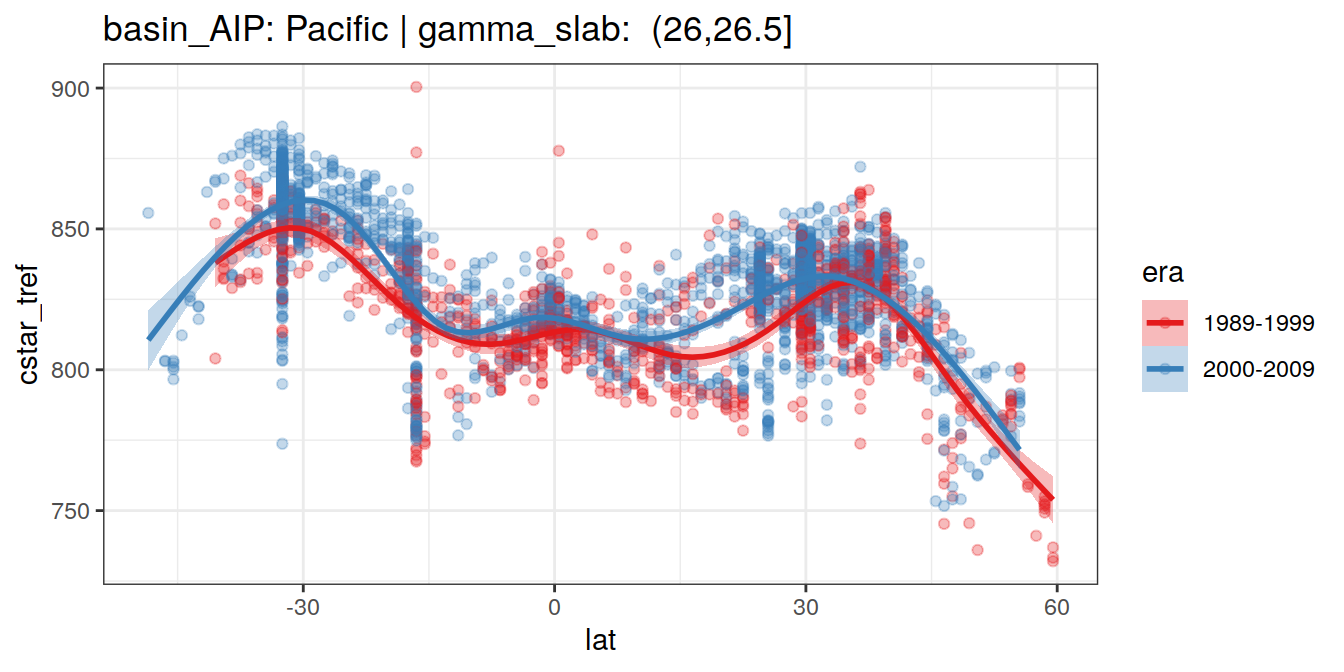 basin_AIP: Pacific | gamma_slab:  (26,26.5]
900
850
800
750
cstar_tref
-30
0
30
60
lat
era
1989-1999
2000-2009